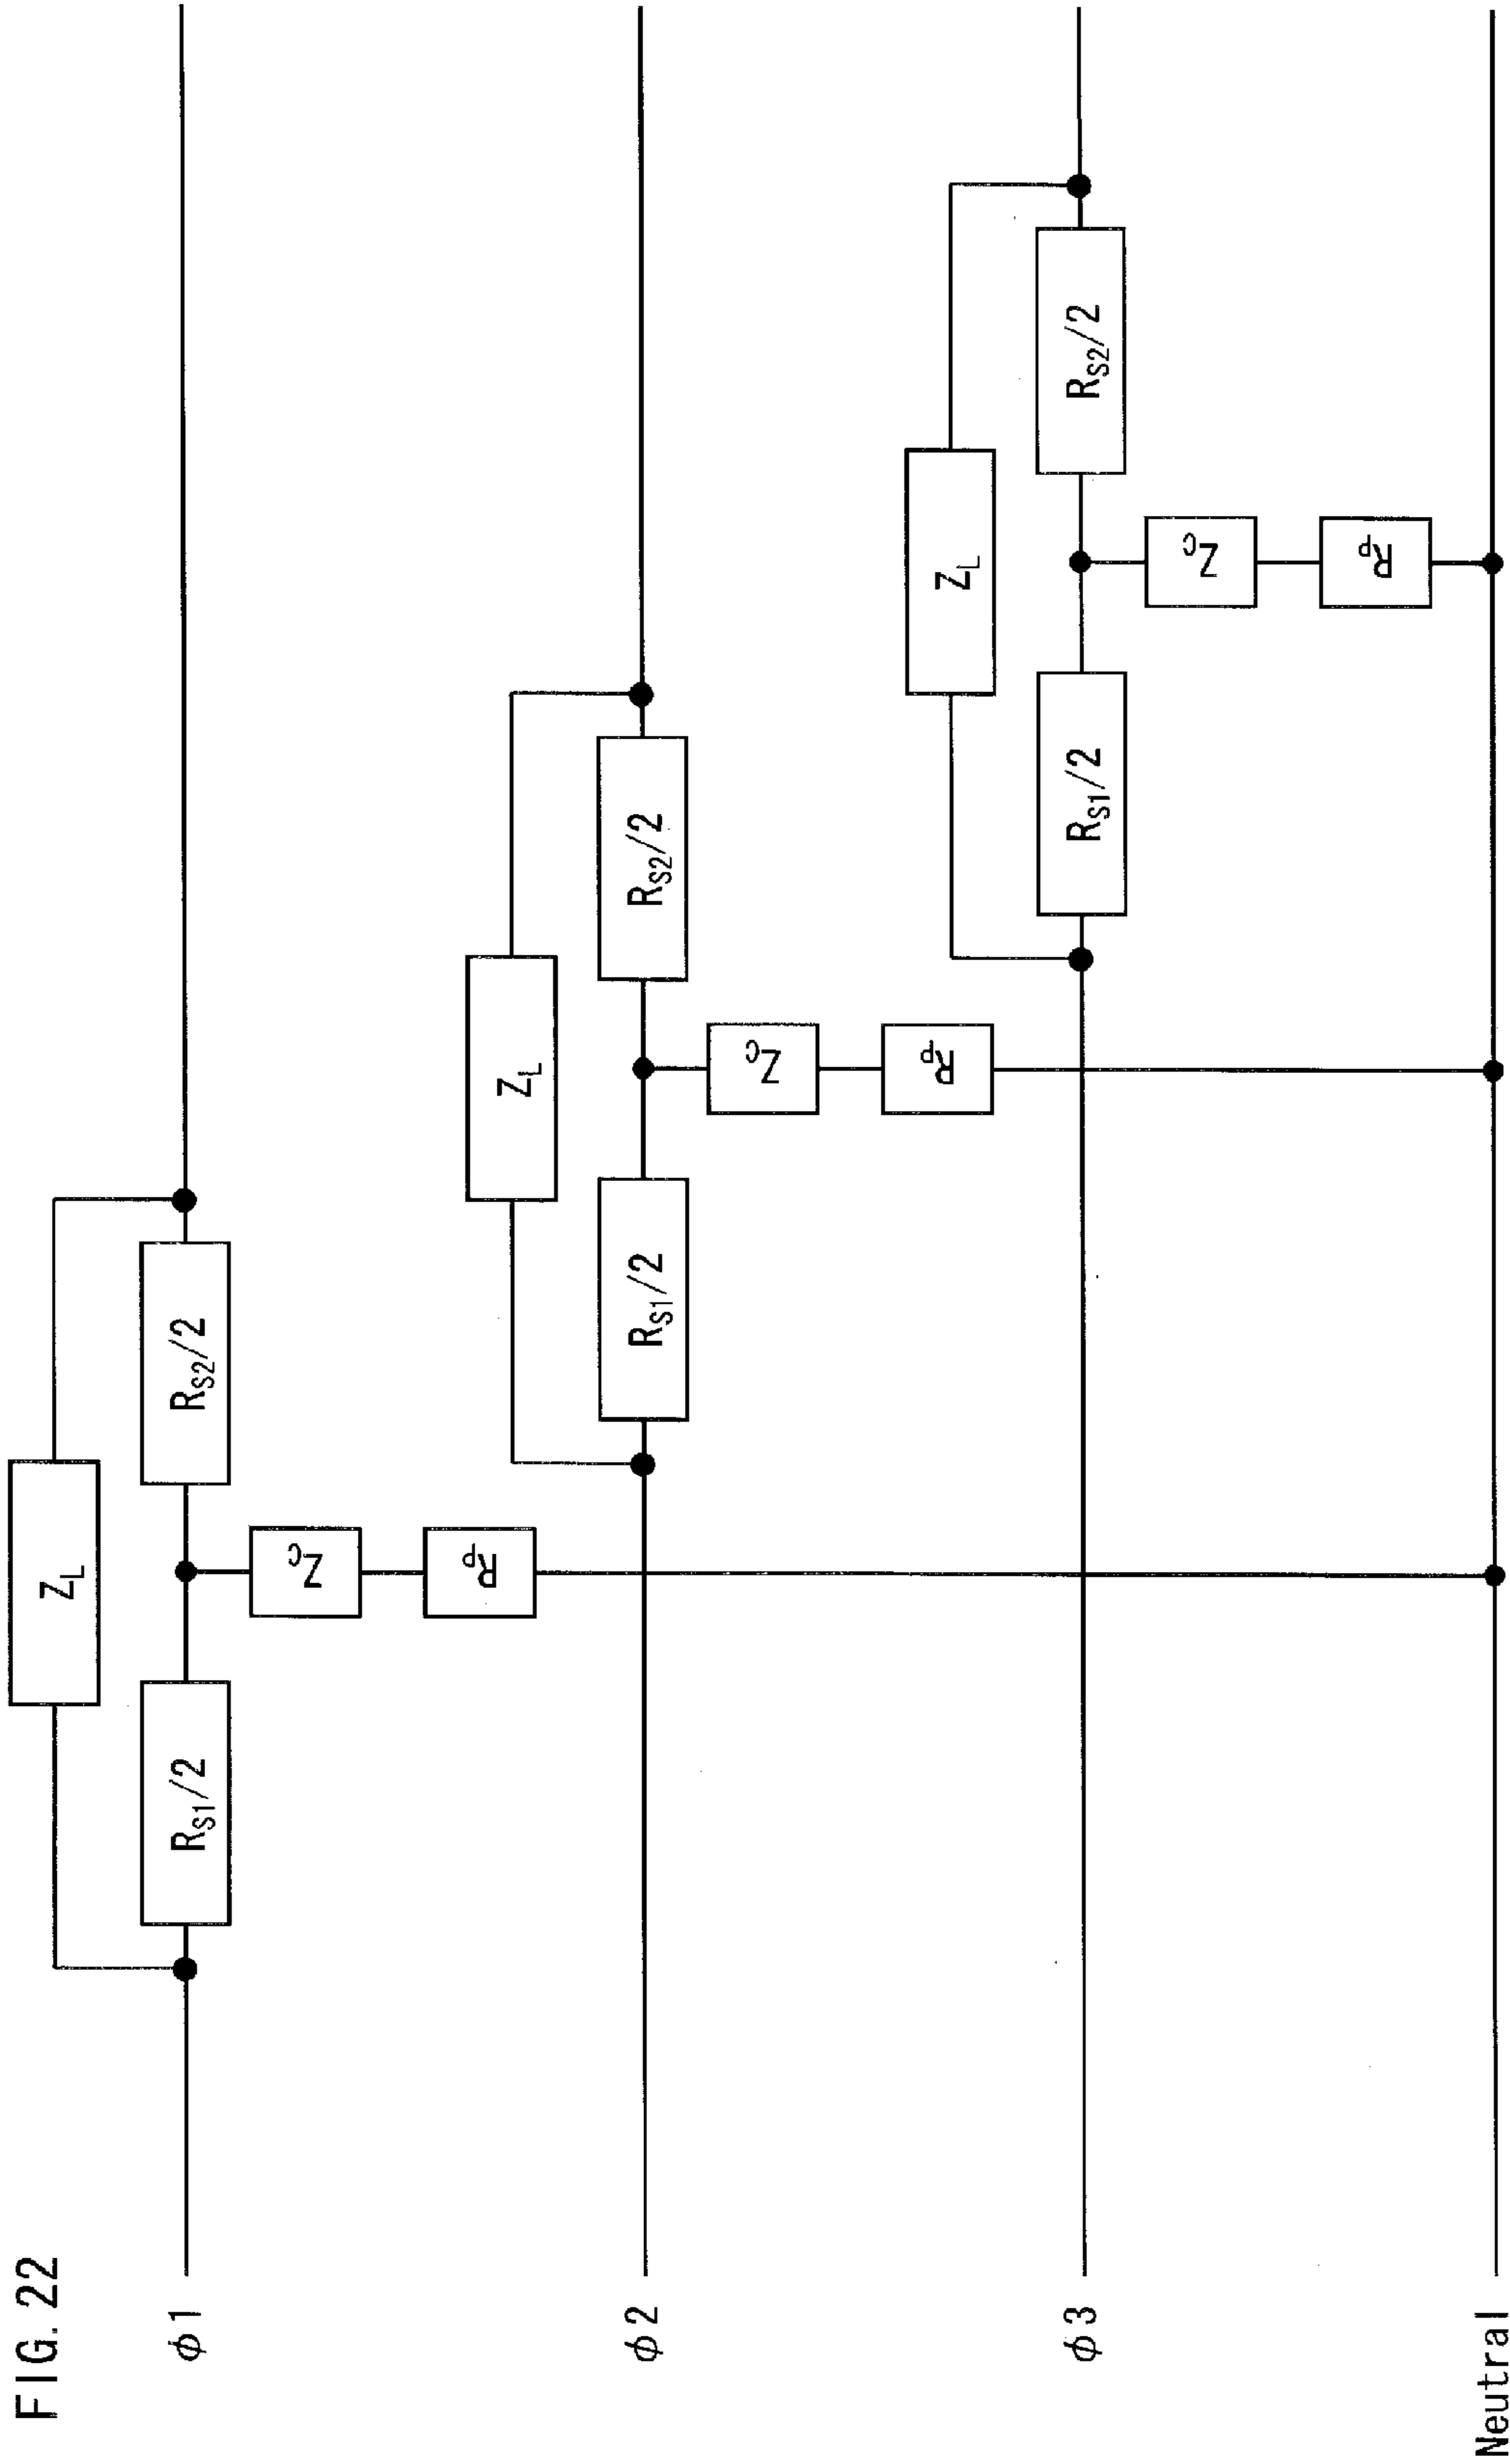 FIG. 22
φ1
Z_L
R_S1/2
R_S2/2
Z_C
R_p
φ2
Z_L
R_S1/2
R_S2/2
Z_C
R_p
φ3
Z_L
R_S1/2
R_S2/2
Z_C
R_p
Neutral